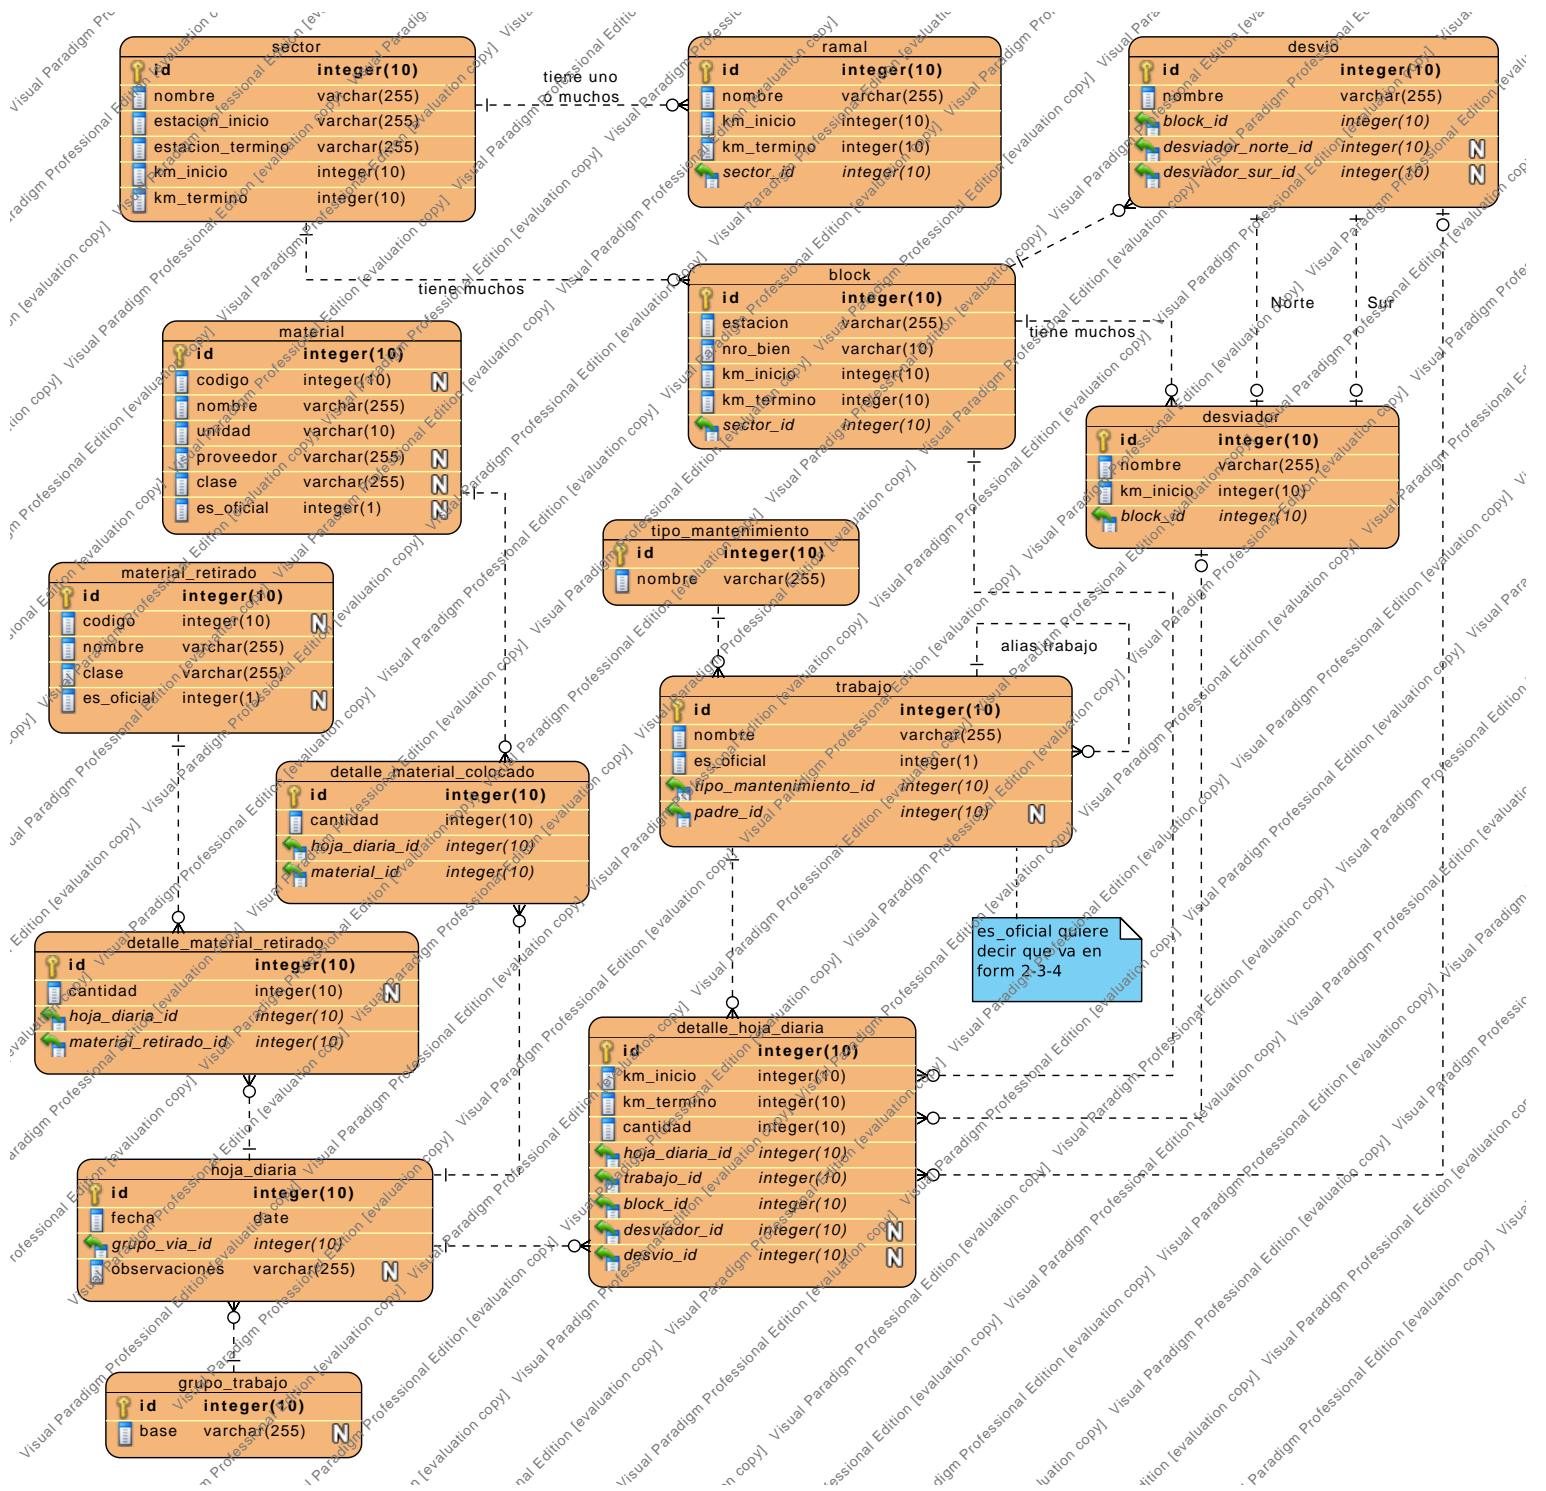 sector
id integer(10)
nombre varchar(255)
estacion_inicio varchar(255)
estacion_termino varchar(255)
km_inicio integer(10)
km_termino integer(10)
tiene uno
o muchos
ramal
id integer(10)
nombre varchar(255)
km_inicio integer(10)
km_termino integer(10)
sector_id integer(10)
desvio
id integer(10)
nombre varchar(255)
block_id integer(10)
desviador_norte_id integer(10) N
desviador_sur_id integer(10) N
tiene muchos
block
id integer(10)
estacion varchar(255)
nro_bien varchar(10)
km_inicio integer(10)
km_termino integer(10)
sector_id integer(10)
tiene muchos
Norte
Sur
material
id integer(10)
codigo integer(10) N
nombre varchar(255)
unidad varchar(10)
proveedor varchar(255) N
clase varchar(255) N
es_oficial integer(1) N
desviador
id integer(10)
nombre varchar(255)
km_inicio integer(10)
block_id integer(10)
tipo_mantenimiento
id integer(10)
nombre varchar(255)
material_retirado
id integer(10)
codigo integer(10) N
nombre varchar(255)
clase varchar(255)
es_oficial integer(1) N
alias trabajo
trabajo
id integer(10)
nombre varchar(255)
es_oficial integer(1)
tipo_mantenimiento_id integer(10)
padre_id integer(10) N
detalle_material_colocado
id integer(10)
cantidad integer(10)
hoja_diaria_id integer(10)
material_id integer(10)
es_oficial quiere
decir que va en
form 2-3-4
detalle_material_retirado
id integer(10)
cantidad integer(10) N
hoja_diaria_id integer(10)
material_retirado_id integer(10)
detalle_hoja_diaria
id integer(10)
km_inicio integer(10)
km_termino integer(10)
cantidad integer(10)
hoja_diaria_id integer(10)
trabajo_id integer(10)
block_id integer(10)
desviador_id integer(10) N
desvio_id integer(10) N
hoja_diaria
id integer(10)
fecha date
grupo_via_id integer(10)
observaciones varchar(255) N
grupo_trabajo
id integer(10)
base varchar(255) N
Visual Paradigm Professional Edition [evaluation copy]